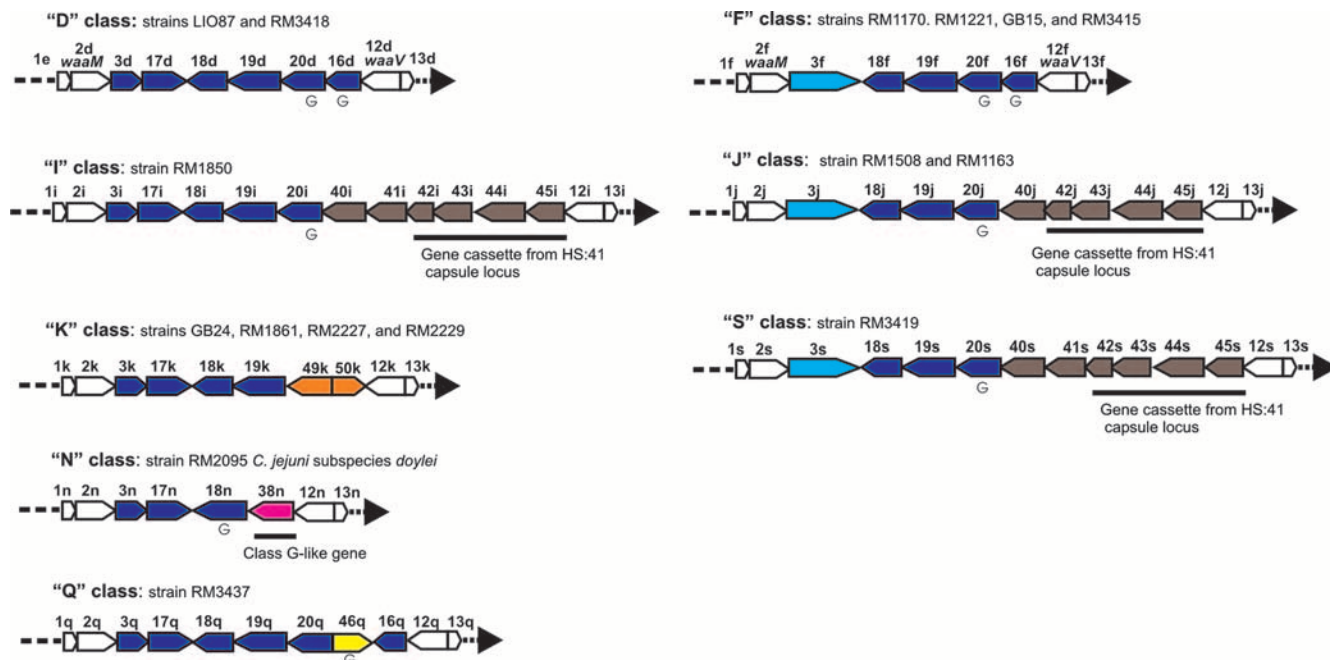 "D" class: strains LIO87 and RM3418
1e 2d waaM 3d 17d 18d 19d 20d 16d 12d waaV 13d
G G
"I" class: strain RM1850
1i 2i 3i 17i 18i 19i 20i 40i 41i 42i 43i 44i 45i 12i 13i
G
Gene cassette from HS:41
capsule locus
"K" class: strains GB24, RM1861, RM2227, and RM2229
1k 2k 3k 17k 18k 19k 49k 50k 12k 13k
"N" class: strain RM2095 C. jejuni subspecies doylei
1n 2n 3n 17n 18n 38n 12n 13n
G
Class G-like gene
"Q" class: strain RM3437
1q 2q 3q 17q 18q 19q 20q 46q 16q 12q 13q
G
"F" class: strains RM1170. RM1221, GB15, and RM3415
1f 2f waaM 3f 18f 19f 20f 16f 12f waaV 13f
G G
"J" class: strain RM1508 and RM1163
1j 2j 3j 18j 19j 20j 40j 42j 43j 44j 45j 12j 13j
G
Gene cassette from HS:41
capsule locus
"S" class: strain RM3419
1s 2s 3s 18s 19s 20s 40s 41s 42s 43s 44s 45s 12s 13s
G
Gene cassette from HS:41
capsule locus